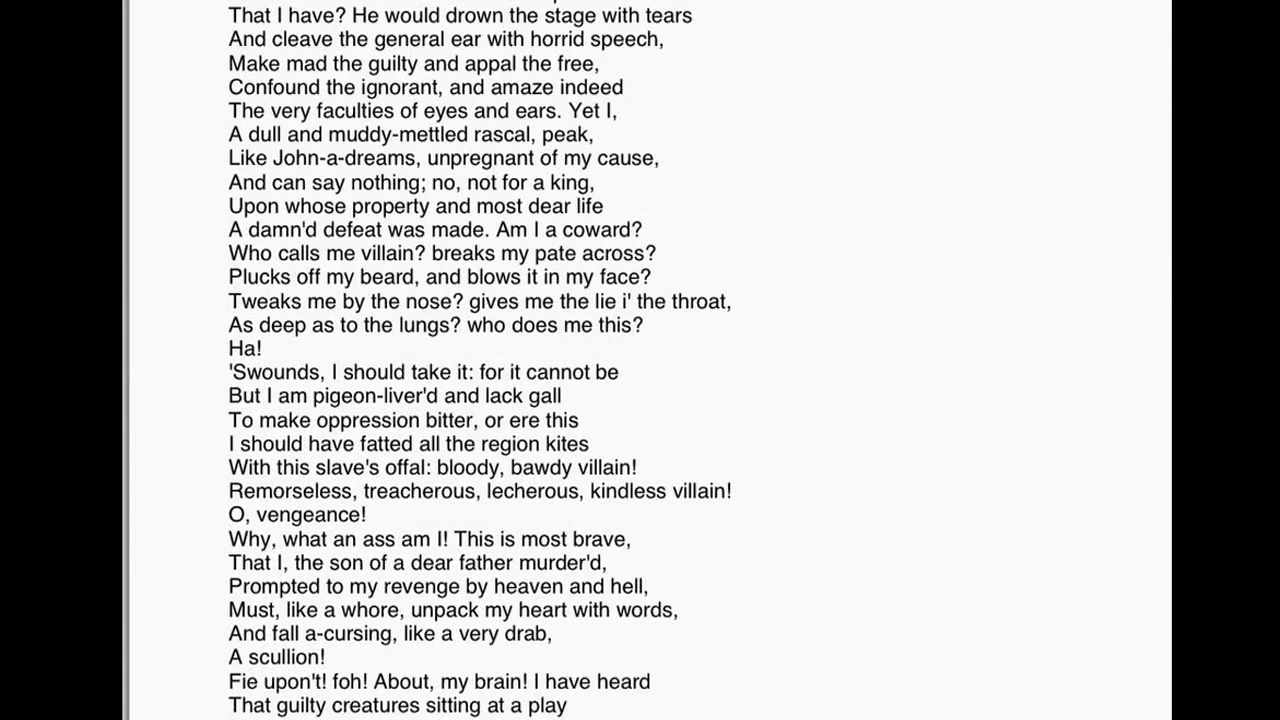 That I have? He would drown the stage with tears
And cleave the general ear with horrid speech,
Make mad the guilty and appal the free,
Confound the ignorant, and amaze indeed
The very faculties of eyes and ears. Yet I,
A dull and muddy-mettled rascal, peak,
Like John-a-dreams, unpregnant of my cause,
And can say nothing; no, not for a king,
Upon whose property and most dear life
A damn'd defeat was made. Am I a coward?
Who calls me villain? breaks my pate across?
Plucks off my beard, and blows it in my face?
Tweaks me by the nose? gives me the lie i' the throat,
As deep as to the lungs? who does me this?
Ha!
'Swounds, I should take it: for it cannot be
But I am pigeon-liver'd and lack gall
To make oppression bitter, or ere this
I should have fatted all the region kites
With this slave's offal: bloody, bawdy villain!
Remorseless, treacherous, lecherous, kindless villain!
O, vengeance!
Why, what an ass am I! This is most brave,
That I, the son of a dear father murder'd,
Prompted to my revenge by heaven and hell,
Must, like a whore, unpack my heart with words,
And fall a-cursing, like a very drab,
A scullion!
Fie upon't! foh! About, my brain! I have heard
That guilty creatures sitting at a play